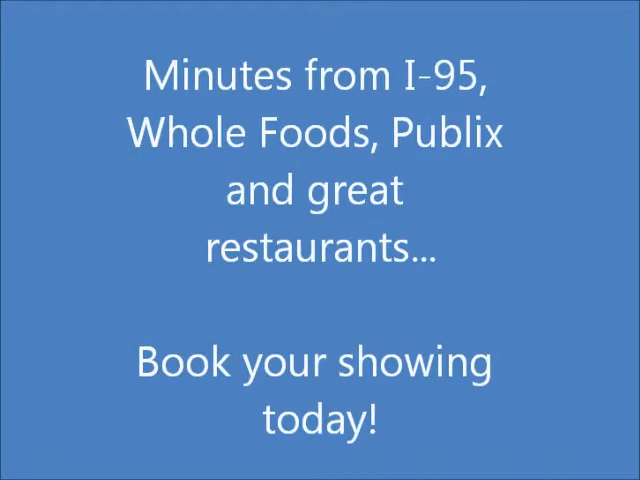 Minutes from I-95,
Whole Foods, Publix
and great
restaurants...
Book your showing
today!